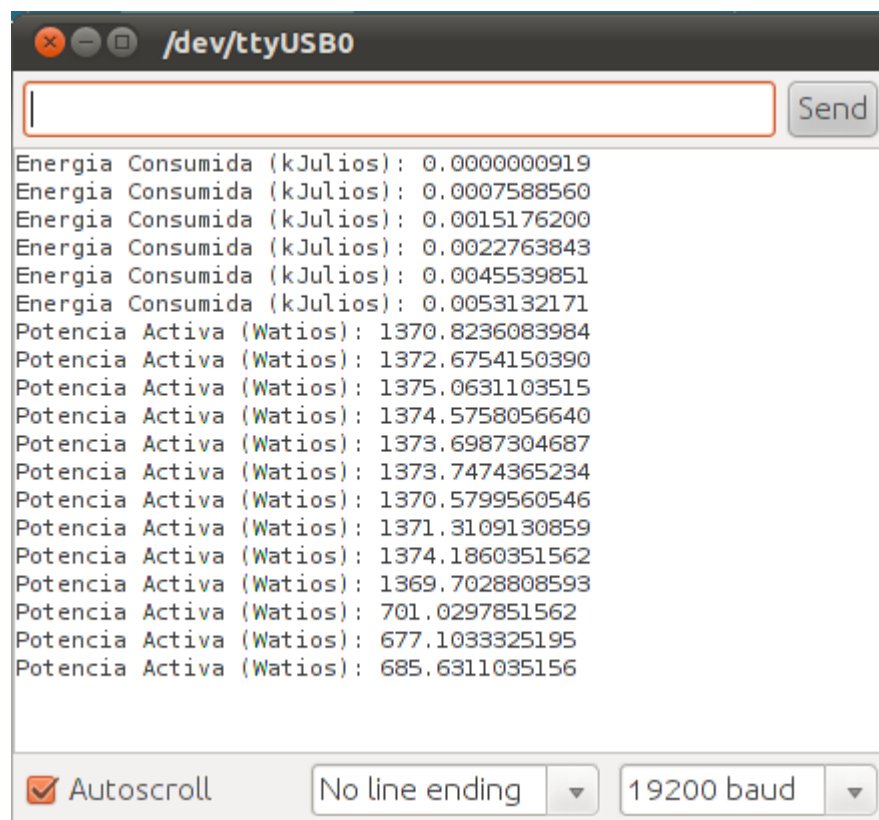 /dev/ttyUSB0
Send
Energia Consumida (kJulios): 0.0000000919
Energia Consumida (kJulios): 0.0007588560
Energia Consumida (kJulios): 0.0015176200
Energia Consumida (kJulios): 0.0022763843
Energia Consumida (kJulios): 0.0045539851
Energia Consumida (kJulios): 0.0053132171
Potencia Activa (Watios): 1370.8236083984
Potencia Activa (Watios): 1372.6754150390
Potencia Activa (Watios): 1375.0631103515
Potencia Activa (Watios): 1374.5758056640
Potencia Activa (Watios): 1373.6987304687
Potencia Activa (Watios): 1373.7474365234
Potencia Activa (Watios): 1370.5799560546
Potencia Activa (Watios): 1371.3109130859
Potencia Activa (Watios): 1374.1860351562
Potencia Activa (Watios): 1369.7028808593
Potencia Activa (Watios): 701.0297851562
Potencia Activa (Watios): 677.1033325195
Potencia Activa (Watios): 685.6311035156
Autoscroll
No line ending
19200 baud